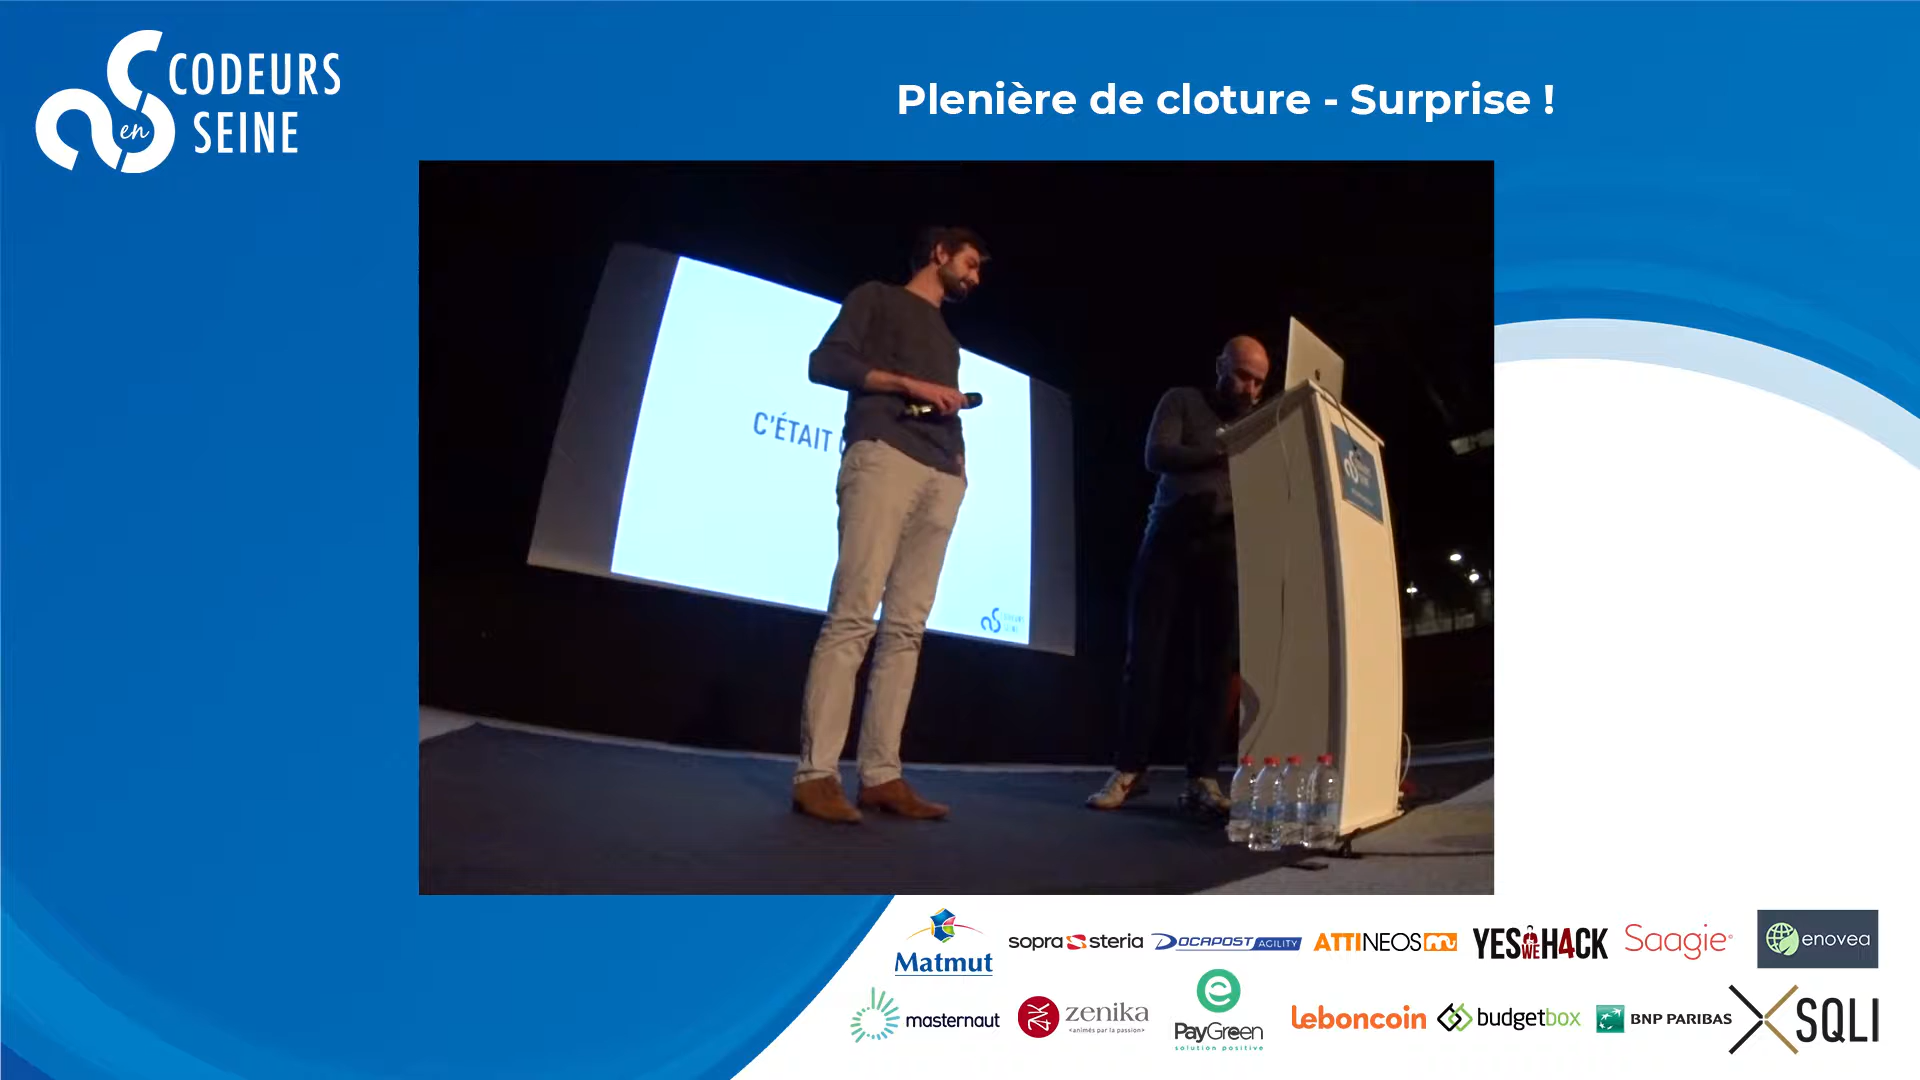 CODEURS
en
SEINE
Plenière de cloture - Surprise !
C'ÉTAIT
Matmut
sopra steria
DOCAPOST AGILITY
ATTINEOS
YES WE H4CK
Saagie
enovea
masternaut
zenika
<animés par la passion>
PayGreen
solution positive
leboncoin
budgetbox
BNP PARIBAS
SQLI